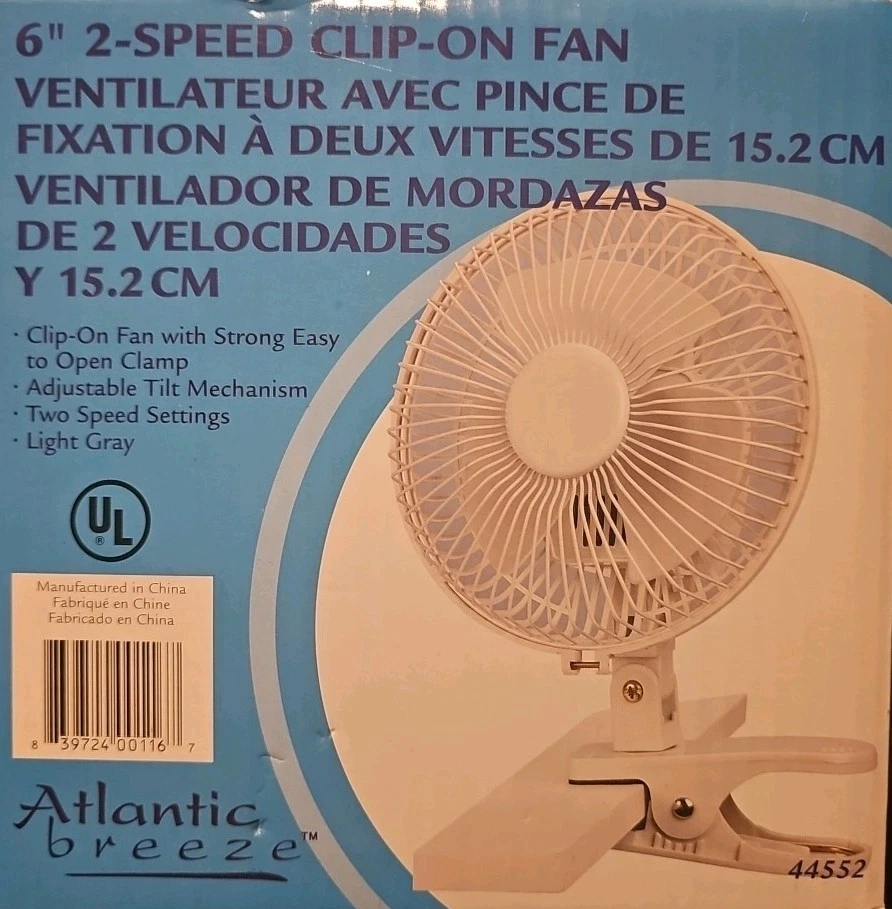 6" 2-SPEED CLIP-ON FAN
VENTILATEUR AVEC PINCE DE
FIXATION À DEUX VITESSES DE 15.2 CM
VENTILADOR DE MORDAZAS
DE 2 VELOCIDADES
Y 15.2 CM
· Clip-On Fan with Strong Easy
to Open Clamp
· Adjustable Tilt Mechanism
· Two Speed Settings
· Light Gray
UL
®
Manufactured in China
Fabriqué en Chine
Fabricado en China
8 39724 00116 7
Atlantic
breeze™
44552